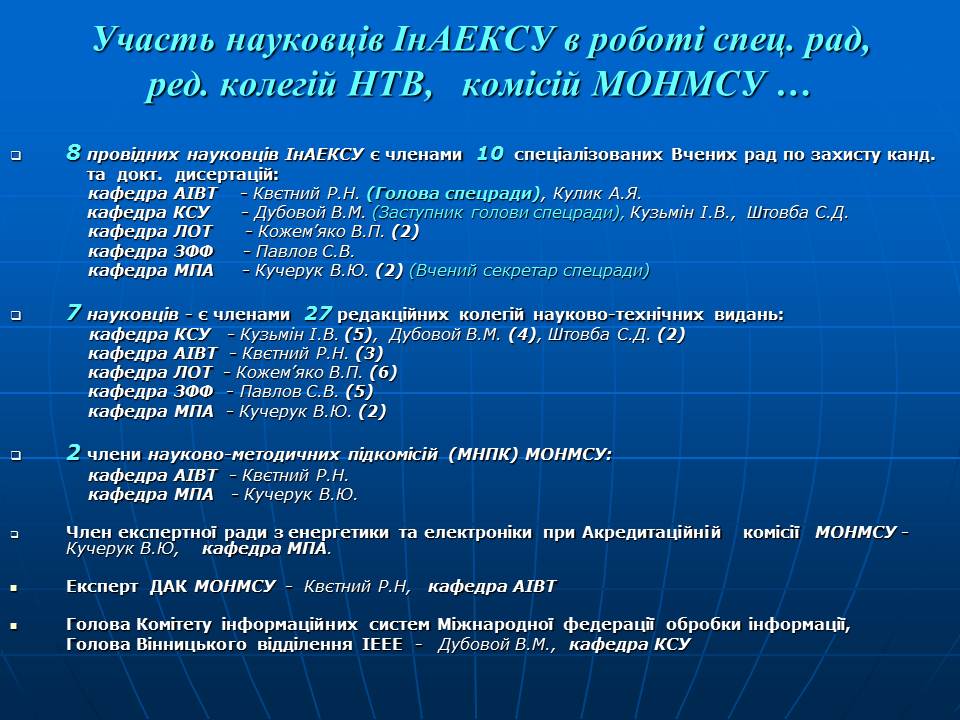 Участь науковців ІнАЕКСУ в роботі спец. рад,
ред. колегій НТВ, комісій МОНМСУ …
8 провідних науковців ІнАЕКСУ є членами 10 спеціалізованих Вчених рад по захисту канд.
та докт. дисертацій:
кафедра АІВТ – Квєтний Р.Н. (Голова спецради), Кулик А.Я.
кафедра КСУ – Дубовой В.М. (Заступник голови спецради), Кузьмін І.В., Штовба С.Д.
кафедра ЛОТ – Кожем’яко В.П. (2)
кафедра ЗФФ – Павлов С.В.
кафедра МПА – Кучерук В.Ю. (2) (Вчений секретар спецради)
7 науковців - є членами 27 редакційних колегій науково-технічних видань:
кафедра КСУ – Кузьмін І.В. (5), Дубовой В.М. (4), Штовба С.Д. (2)
кафедра АІВТ – Квєтний Р.Н. (3)
кафедра ЛОТ – Кожем’яко В.П. (6)
кафедра ЗФФ – Павлов С.В. (5)
кафедра МПА – Кучерук В.Ю. (2)
2 члени науково-методичних підкомісій (МНПК) МОНМСУ:
кафедра АІВТ – Квєтний Р.Н.
кафедра МПА – Кучерук В.Ю.
Член експертної ради з енергетики та електроніки при Акредитаційній комісії МОНМСУ –
Кучерук В.Ю, кафедра МПА.
Експерт ДАК МОНМСУ - Квєтний Р.Н, кафедра АІВТ
Голова Комітету інформаційних систем Міжнародної федерації обробки інформації,
Голова Вінницького відділення IEEE – Дубовой В.М., кафедра КСУ